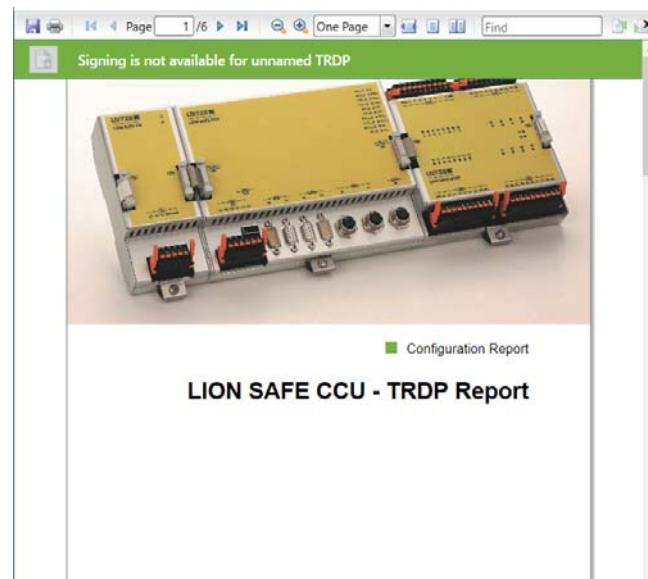 Page 1 /6 One Page Find
Signing is not available for unnamed TRDP
Configuration Report
LION SAFE CCU - TRDP Report